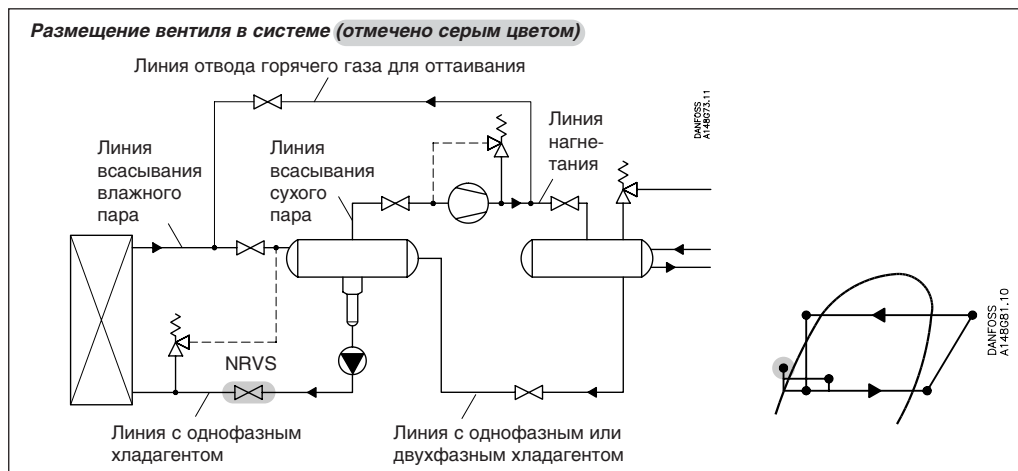 Размещение вентиля в системе (отмечено серым цветом)
Линия отвода горячего газа для оттаивания
DANFOSS
A148G73.11
Линия
всасывания
влажного
пара
Линия
всасывания
сухого
пара
Линия
нагне-
тания
NRVS
DANFOSS
A148G81.10
Линия с однофазным
хладагентом
Линия с однофазным или
двухфазным хладагентом